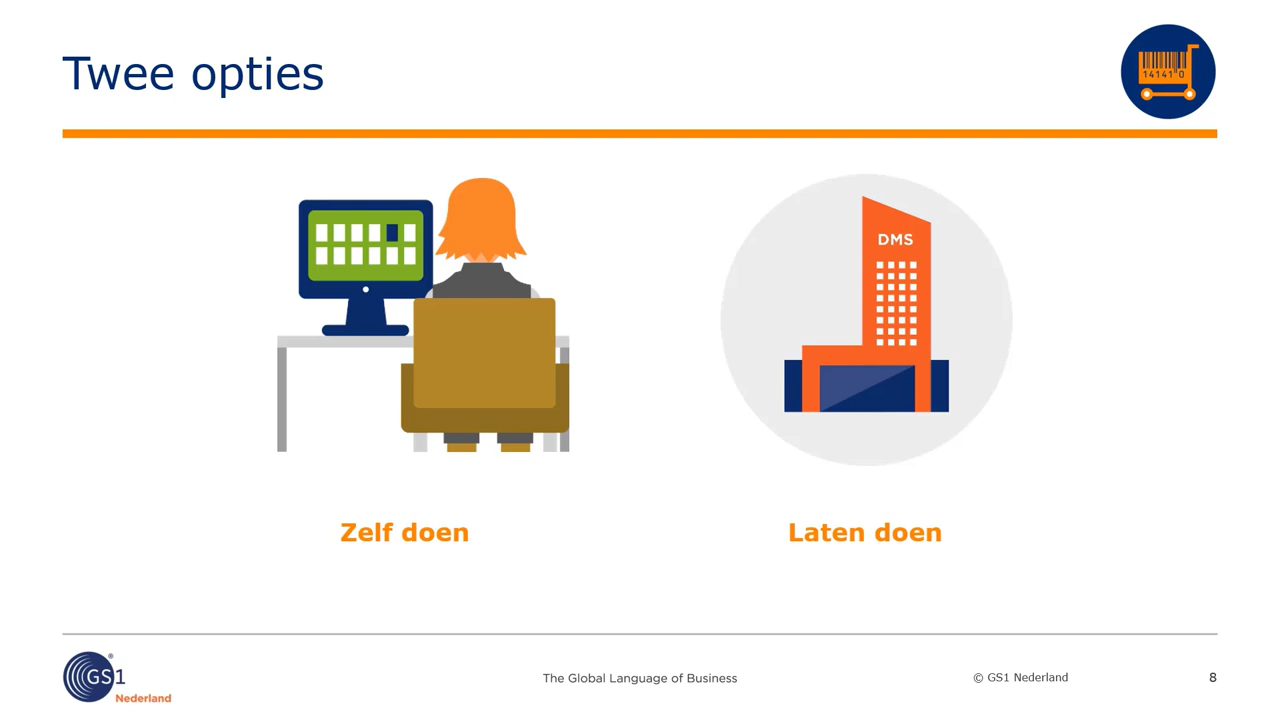 Twee opties
14141 0
DMS
Zelf doen
Laten doen
GS1®
Nederland
The Global Language of Business
© GS1 Nederland
8